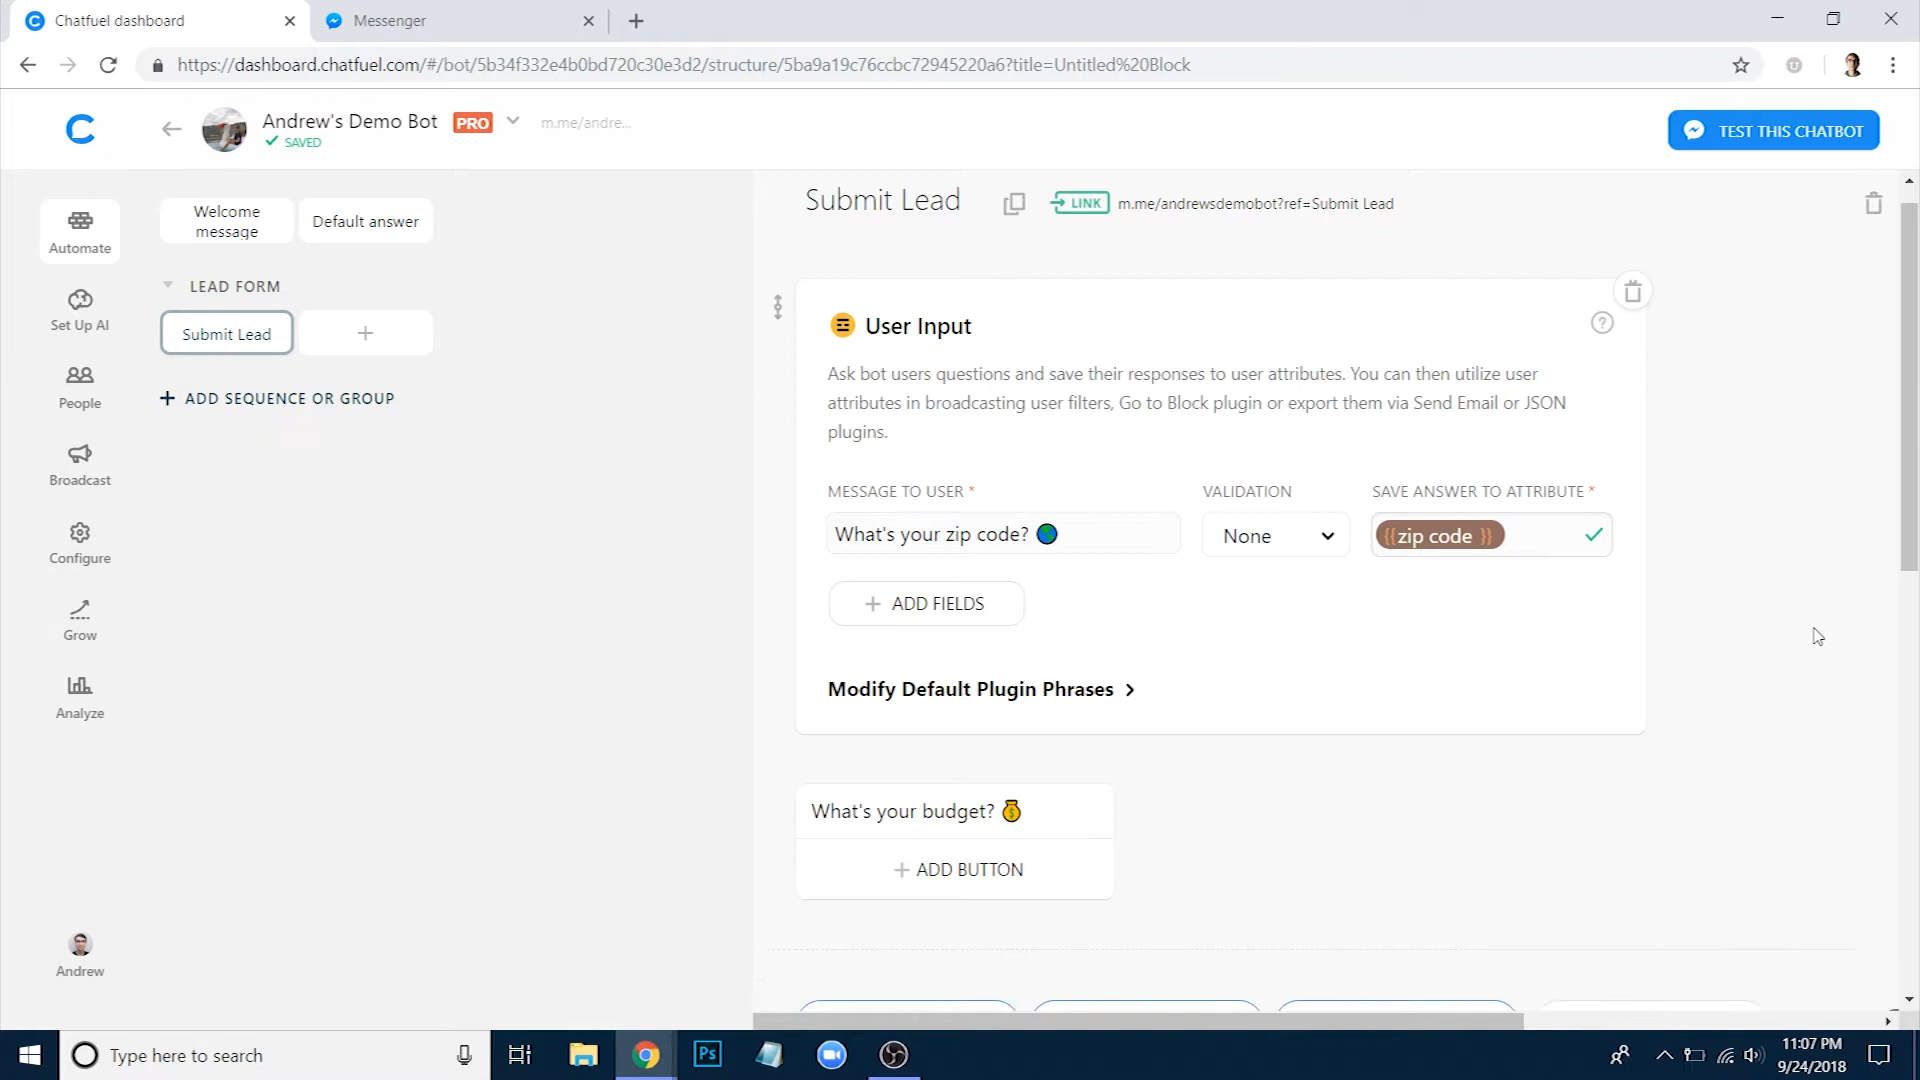 Chatfuel dashboard
Messenger
https://dashboard.chatfuel.com/#/bot/5b34f332e4b0bd720c30e3d2/structure/5ba9a19c76ccbc72945220a6?title=Untitled%20Block
Andrew's Demo Bot PRO m.me/andre...
SAVED
TEST THIS CHATBOT
Automate
Set Up AI
People
Broadcast
Configure
Grow
Analyze
Andrew
Welcome
message
Default answer
LEAD FORM
Submit Lead
+ ADD SEQUENCE OR GROUP
Submit Lead LINK m.me/andrewsdemobot?ref=Submit Lead
User Input
?
Ask bot users questions and save their responses to user attributes. You can then utilize user
attributes in broadcasting user filters, Go to Block plugin or export them via Send Email or JSON
plugins.
MESSAGE TO USER * VALIDATION SAVE ANSWER TO ATTRIBUTE *
What's your zip code? 🌎 None {{zip code }}
+ ADD FIELDS
Modify Default Plugin Phrases >
What's your budget? 💰
+ ADD BUTTON
Type here to search
Ps
11:07 PM
9/24/2018